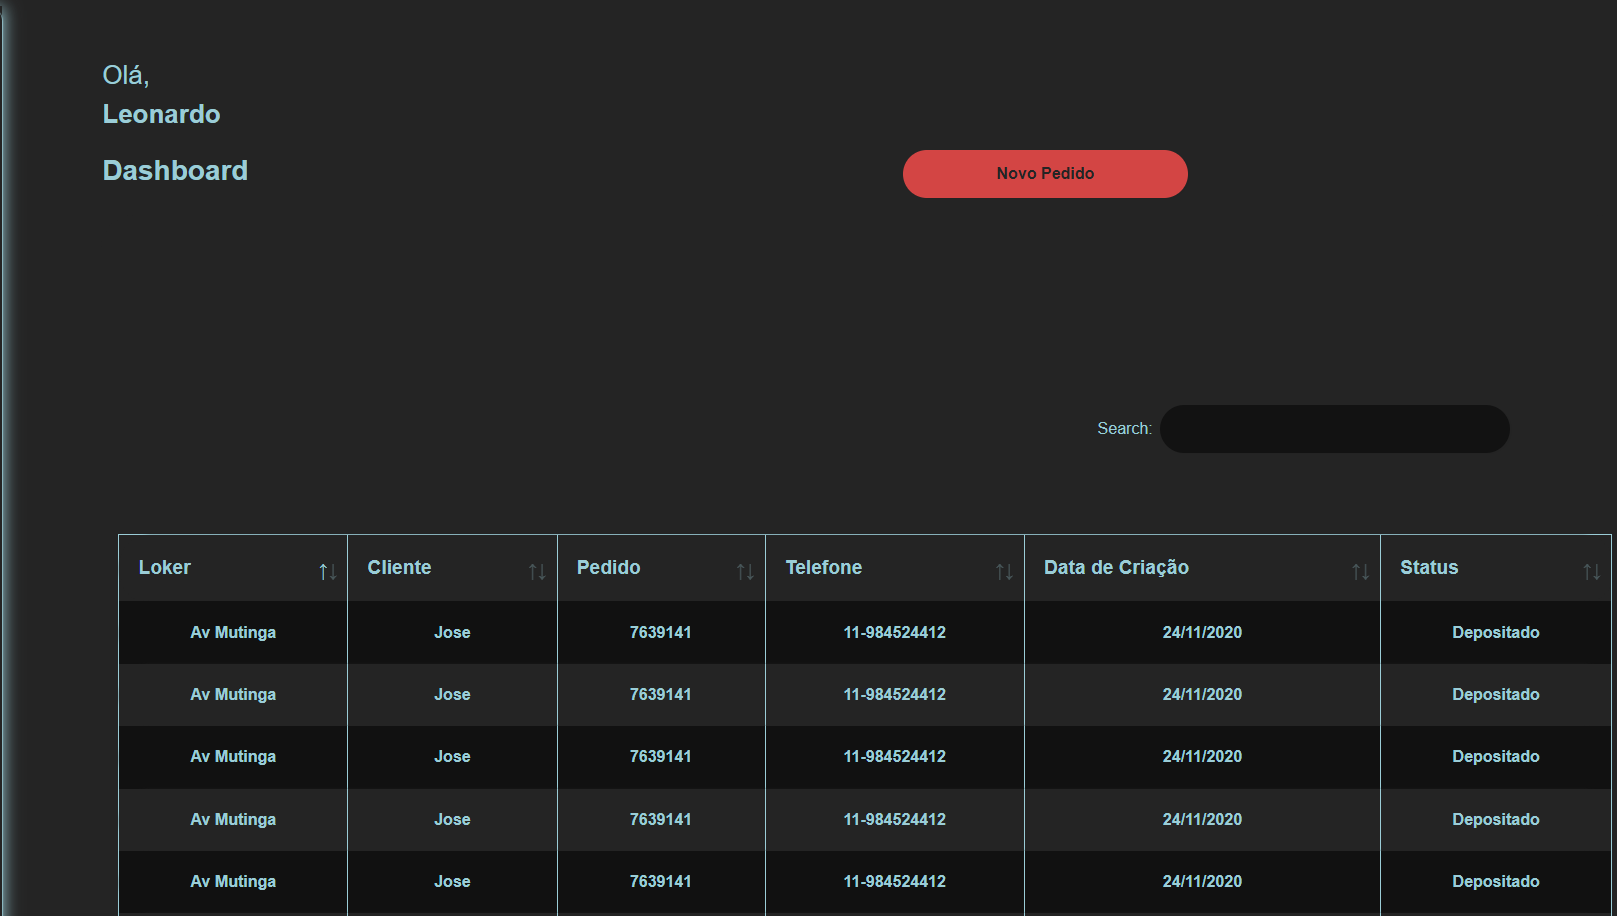 Olá,
Leonardo
Dashboard
Novo Pedido
Search:
Loker Cliente Pedido Telefone Data de Criação Status
Av Mutinga Jose 7639141 11-984524412 24/11/2020 Depositado
Av Mutinga Jose 7639141 11-984524412 24/11/2020 Depositado
Av Mutinga Jose 7639141 11-984524412 24/11/2020 Depositado
Av Mutinga Jose 7639141 11-984524412 24/11/2020 Depositado
Av Mutinga Jose 7639141 11-984524412 24/11/2020 Depositado